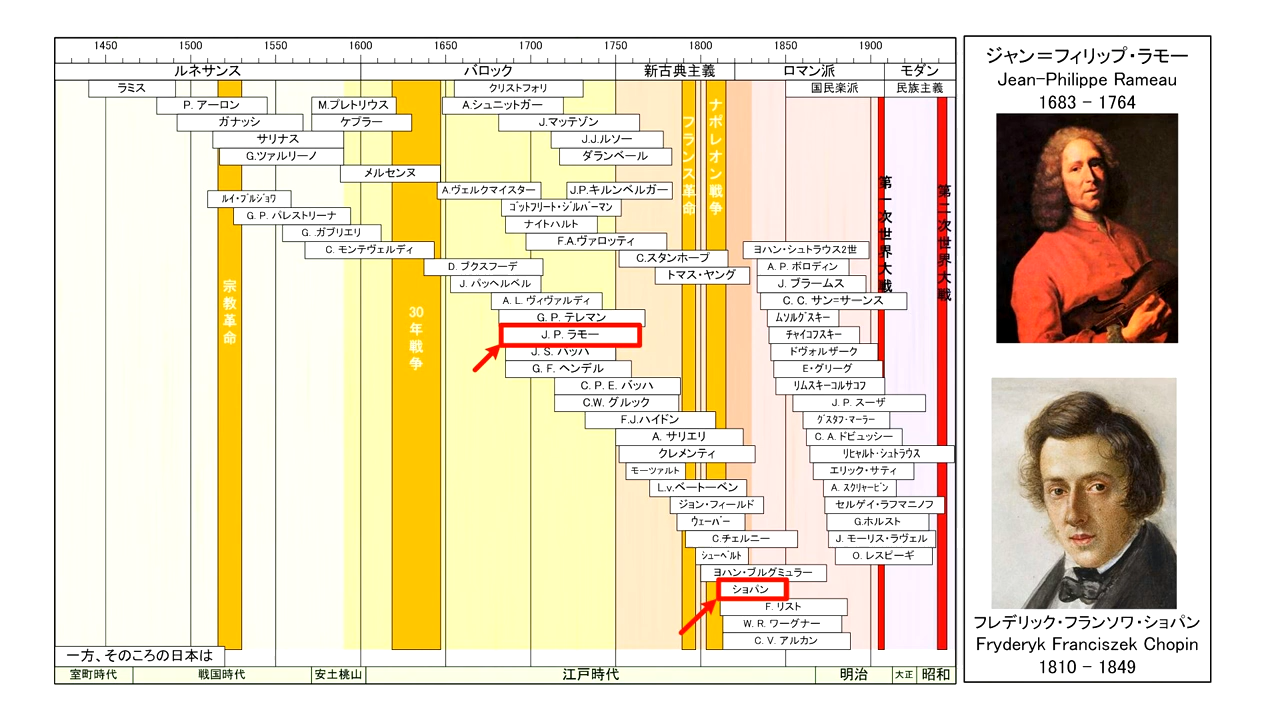 1450 1500 1550 1600 1650 1700 1750 1800 1850 1900
ルネサンス バロック 新古典主義 ロマン派 モダン
ラミス クリストフォリ 国民楽派 民族主義
P. アーロン M.プレトリウス A.シュニットガー
ガナッシ ケプラー J.マッテゾン
サリナス J.J.ルソー
G.ツァルリーノ ダランベール
メルセンヌ
A.ヴェルクマイスター J.P.キルンベルガー
ルイ・ブルジョワ ゴットフリート・ジルバーマン
G. P. パレストリーナ ナイトハルト
G. ガブリエリ F.A.ヴァロッティ
C. モンテヴェルディ C.スタンホープ ヨハン・シュトラウス2世
D. ブクスフーデ トマス・ヤング A. P. ボロディン
J. パッヘルベル J. ブラームス
A. L. ヴィヴァルディ C. C. サン=サーンス
G. P. テレマン ムソルグスキー
J. P. ラモー チャイコフスキー
J. S. バッハ ドヴォルザーク
G. F. ヘンデル E・グリーグ
C. P. E. バッハ リムスキーコルサコフ
C.W. グルック J. P. スーザ
F.J.ハイドン グスタフ・マーラー
A. サリエリ C. A. ドビュッシー
クレメンティ リヒャルト・シュトラウス
モーツァルト エリック・サティ
L.v.ベートーベン A. スクリャービン
ジョン・フィールド セルゲイ・ラフマニノフ
ウェーバー G.ホルスト
C.チェルニー J. モーリス・ラヴェル
シューベルト O. レスピーギ
ヨハン・ブルグミュラー
ショパン
F. リスト
W. R. ワーグナー
C. V. アルカン
宗教革命
30年戦争
フランス革命
ナポレオン戦争
第一次世界大戦
第二次世界大戦
一方、そのころの日本は
室町時代 戦国時代 安土桃山 江戸時代 明治 大正 昭和
ジャン＝フィリップ・ラモー
Jean-Philippe Rameau
1683 - 1764
フレデリック・フランソワ・ショパン
Fryderyk Franciszek Chopin
1810 - 1849